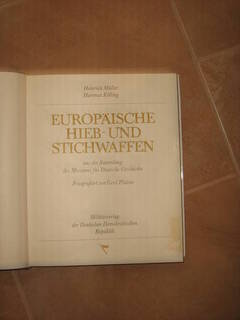 Heinrich Müller
Hartmut Kölling
EUROPÄISCHE
HIEB- UND
STICHWAFFEN
aus der Sammlung
des Museums für Deutsche Geschichte
Fotografiert von Gerd Platow
Militärverlag
der Deutschen Demokratischen
Republik